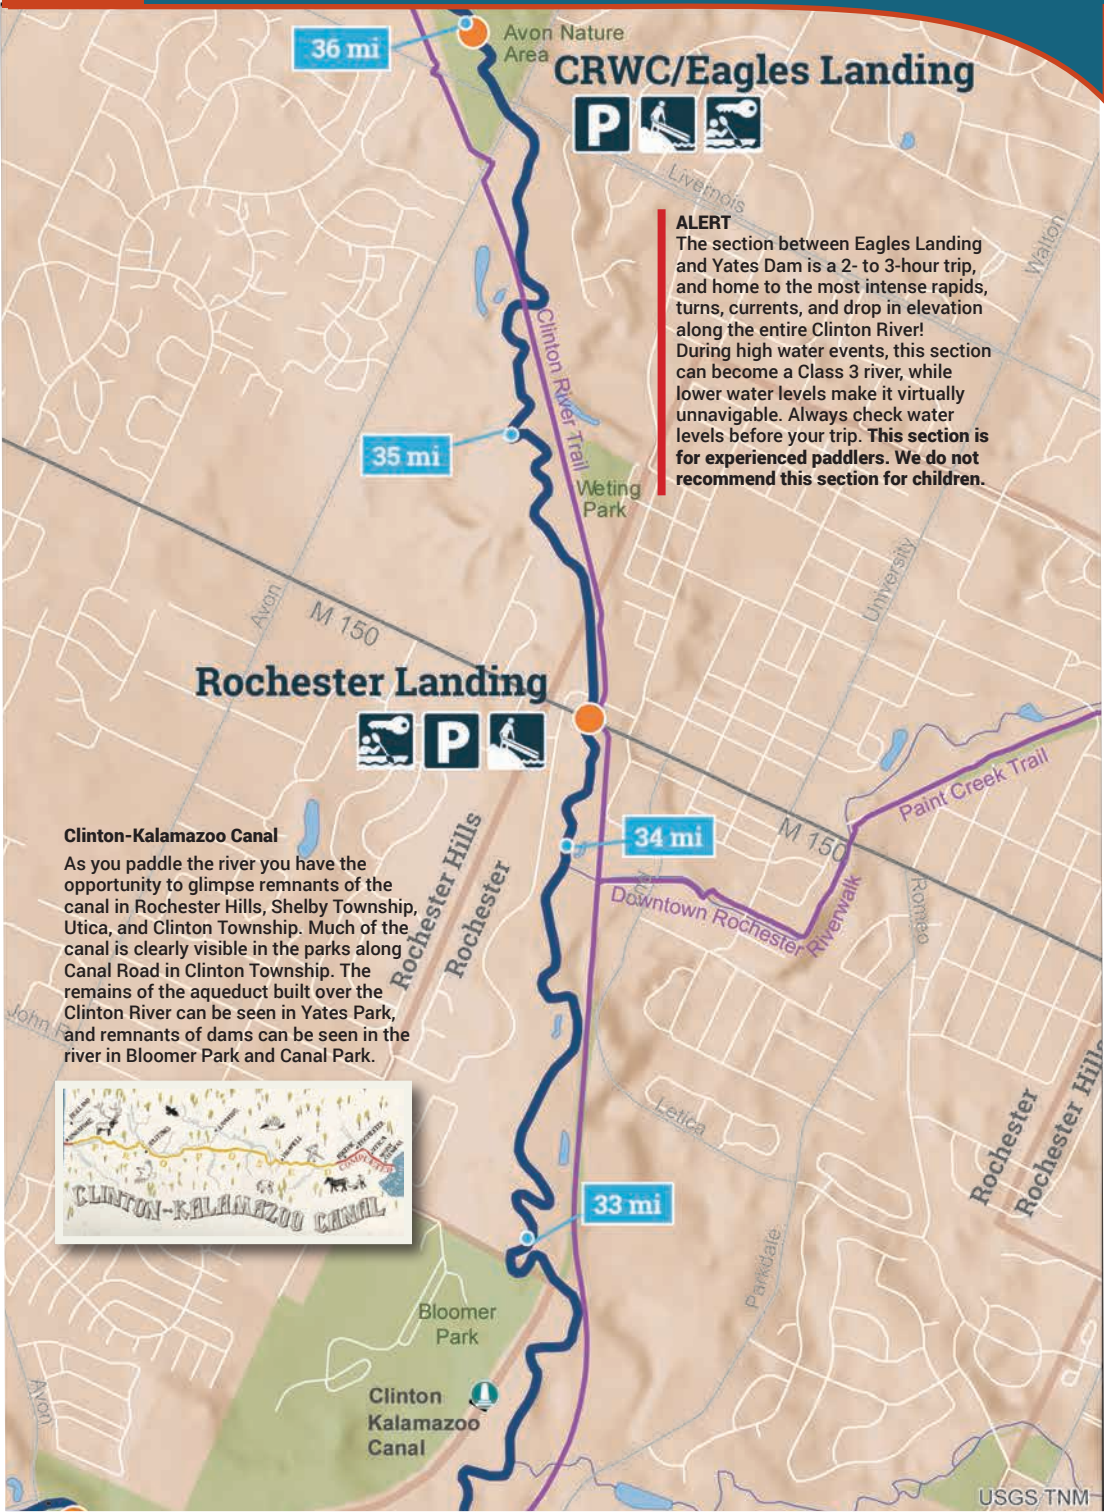 36 mi
Avon Nature
Area
CRWC/Eagles Landing
P
Livernois
Walton
ALERT
The section between Eagles Landing
and Yates Dam is a 2- to 3-hour trip,
and home to the most intense rapids,
turns, currents, and drop in elevation
along the entire Clinton River!
During high water events, this section
can become a Class 3 river, while
lower water levels make it virtually
unnavigable. Always check water
levels before your trip. This section is
for experienced paddlers. We do not
recommend this section for children.
Clinton River Trail
35 mi
Weting
Park
University
Avon
M 150
Rochester Landing
P
Paint Creek Trail
34 mi
M 150
Downtown Rochester Riverwalk
Romeo
Rochester Hills
Rochester
Clinton-Kalamazoo Canal
As you paddle the river you have the
opportunity to glimpse remnants of the
canal in Rochester Hills, Shelby Township,
Utica, and Clinton Township. Much of the
canal is clearly visible in the parks along
Canal Road in Clinton Township. The
remains of the aqueduct built over the
Clinton River can be seen in Yates Park,
and remnants of dams can be seen in the
river in Bloomer Park and Canal Park.
John R
COMPLETED
CLINTON-KALAMAZOO CANAL
Letica
Rochester
Rochester Hills
33 mi
Parkdale
Bloomer
Park
Clinton
Kalamazoo
Canal
Avon
USGS TNM